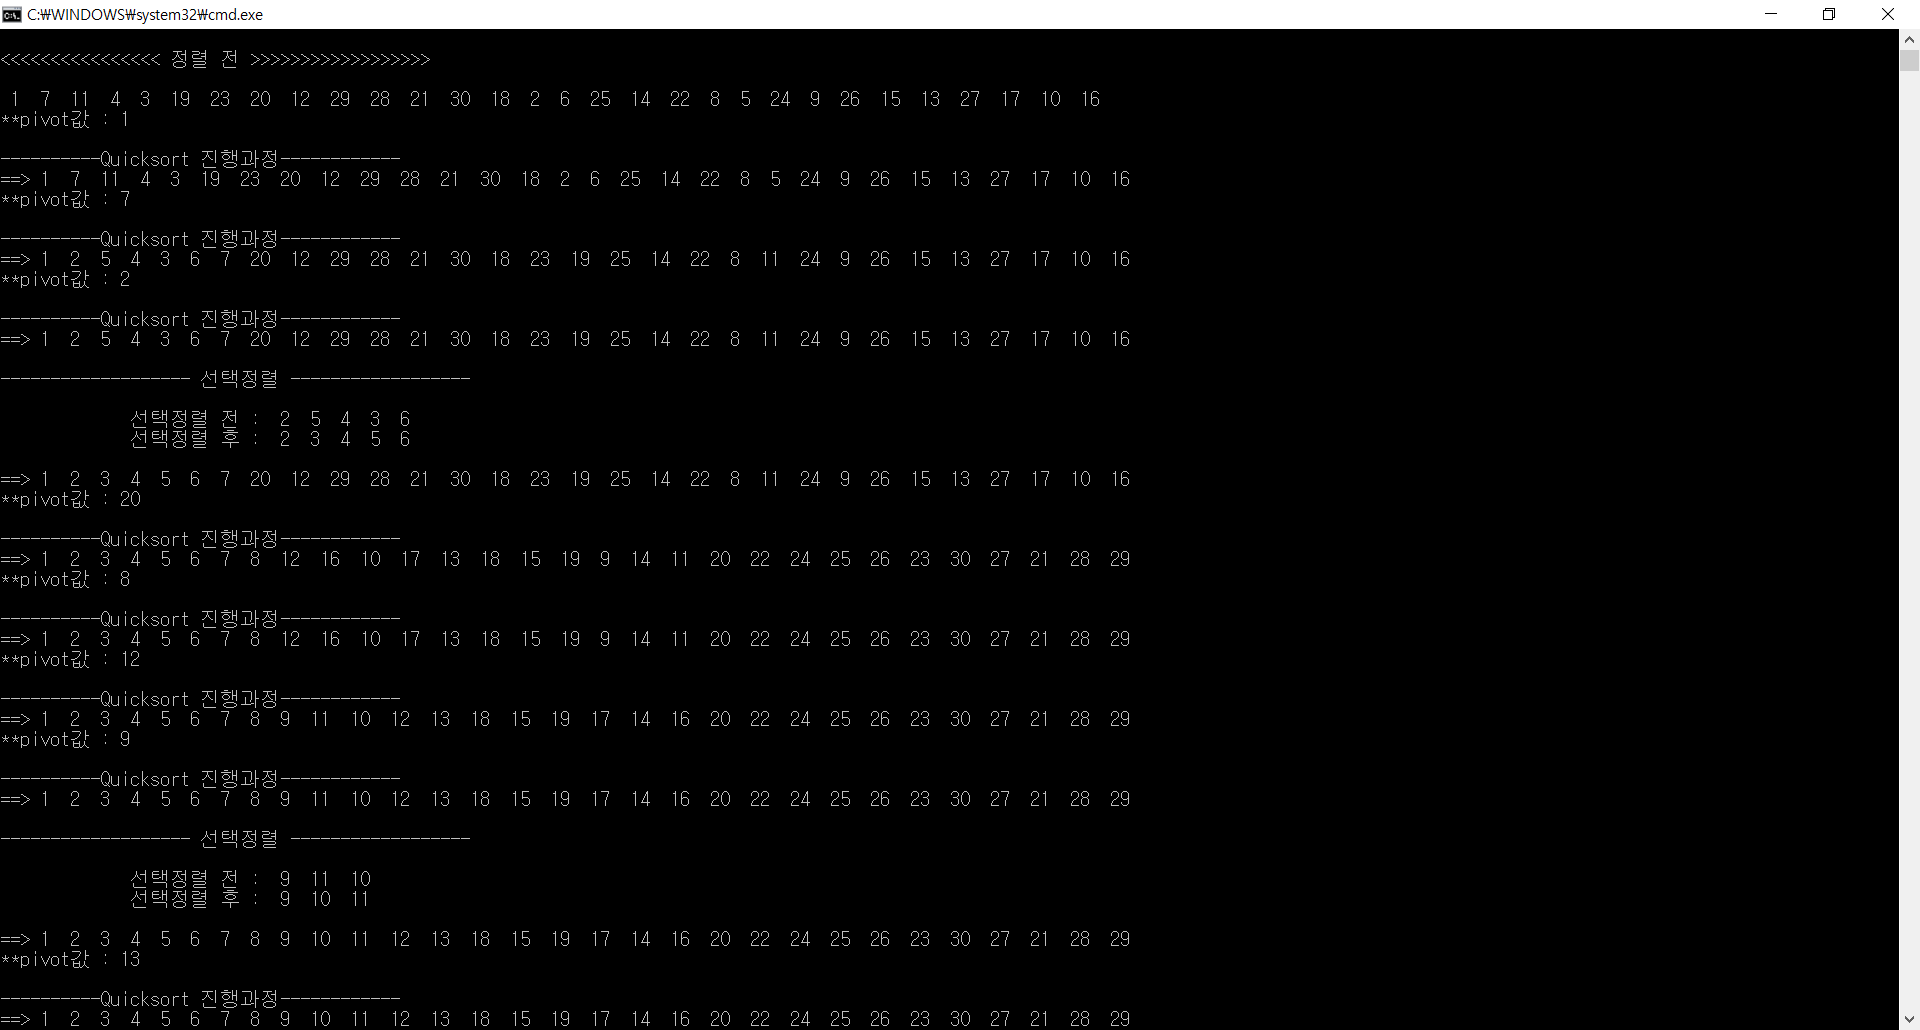 C:₩WINDOWS₩system32₩cmd.exe
<<<<<<<<<<<<<<<< 정렬 전 >>>>>>>>>>>>>>>>>>
1 7 11 4 3 19 23 20 12 29 28 21 30 18 2 6 25 14 22 8 5 24 9 26 15 13 27 17 10 16
**pivot값 : 1
----------Quicksort 진행과정------------
==> 1 7 11 4 3 19 23 20 12 29 28 21 30 18 2 6 25 14 22 8 5 24 9 26 15 13 27 17 10 16
**pivot값 : 7
----------Quicksort 진행과정------------
==> 1 2 5 4 3 6 7 20 12 29 28 21 30 18 23 19 25 14 22 8 11 24 9 26 15 13 27 17 10 16
**pivot값 : 2
----------Quicksort 진행과정------------
==> 1 2 5 4 3 6 7 20 12 29 28 21 30 18 23 19 25 14 22 8 11 24 9 26 15 13 27 17 10 16
------------------- 선택정렬 ------------------
선택정렬 전 : 2 5 4 3 6
선택정렬 후 : 2 3 4 5 6
==> 1 2 3 4 5 6 7 20 12 29 28 21 30 18 23 19 25 14 22 8 11 24 9 26 15 13 27 17 10 16
**pivot값 : 20
----------Quicksort 진행과정------------
==> 1 2 3 4 5 6 7 8 12 16 10 17 13 18 15 19 9 14 11 20 22 24 25 26 23 30 27 21 28 29
**pivot값 : 8
----------Quicksort 진행과정------------
==> 1 2 3 4 5 6 7 8 12 16 10 17 13 18 15 19 9 14 11 20 22 24 25 26 23 30 27 21 28 29
**pivot값 : 12
----------Quicksort 진행과정------------
==> 1 2 3 4 5 6 7 8 9 11 10 12 13 18 15 19 17 14 16 20 22 24 25 26 23 30 27 21 28 29
**pivot값 : 9
----------Quicksort 진행과정------------
==> 1 2 3 4 5 6 7 8 9 11 10 12 13 18 15 19 17 14 16 20 22 24 25 26 23 30 27 21 28 29
------------------- 선택정렬 ------------------
선택정렬 전 : 9 11 10
선택정렬 후 : 9 10 11
==> 1 2 3 4 5 6 7 8 9 10 11 12 13 18 15 19 17 14 16 20 22 24 25 26 23 30 27 21 28 29
**pivot값 : 13
----------Quicksort 진행과정------------
==> 1 2 3 4 5 6 7 8 9 10 11 12 13 18 15 19 17 14 16 20 22 24 25 26 23 30 27 21 28 29